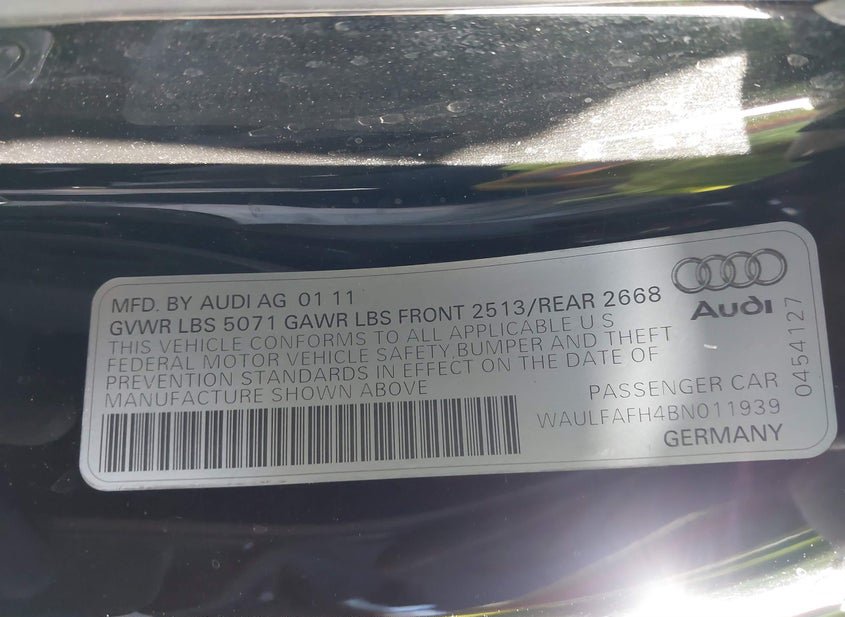 MFD. BY AUDI AG 01 11
GVWR LBS 5071 GAWR LBS FRONT 2513/REAR 2668
THIS VEHICLE CONFORMS TO ALL APPLICABLE U S
FEDERAL MOTOR VEHICLE SAFETY,BUMPER AND THEFT
PREVENTION STANDARDS IN EFFECT ON THE DATE OF
MANUFACTURE SHOWN ABOVE
PASSENGER CAR
WAULFAFH4BN011939
GERMANY
Audi
0454127